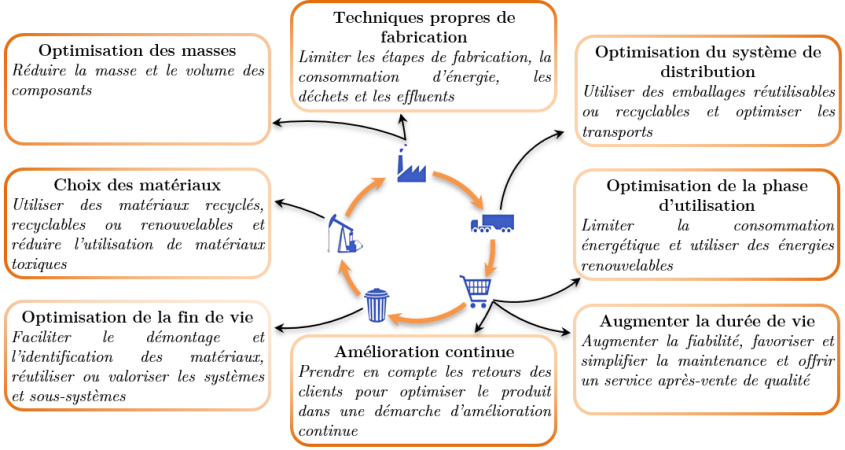 Techniques propres de
fabrication
Limiter les étapes de fabrication, la
consommation d'énergie, les
déchets et les effluents
Optimisation des masses
Réduire la masse et le volume des
composants
Optimisation du système de
distribution
Utiliser des emballages réutilisables
ou recyclables et optimiser les
transports
Choix des matériaux
Utiliser des matériaux recyclés,
recyclables ou renouvelables et
réduire l'utilisation de matériaux
toxiques
Optimisation de la phase
d'utilisation
Limiter la consommation
énergétique et utiliser des énergies
renouvelables
Optimisation de la fin de vie
Faciliter le démontage et
l'identification des matériaux,
réutiliser ou valoriser les systèmes
et sous-systèmes
Amélioration continue
Prendre en compte les retours des
clients pour optimiser le produit
dans une démarche d'amélioration
continue
Augmenter la durée de vie
Augmenter la fiabilité, favoriser et
simplifier la maintenance et offrir
un service après-vente de qualité